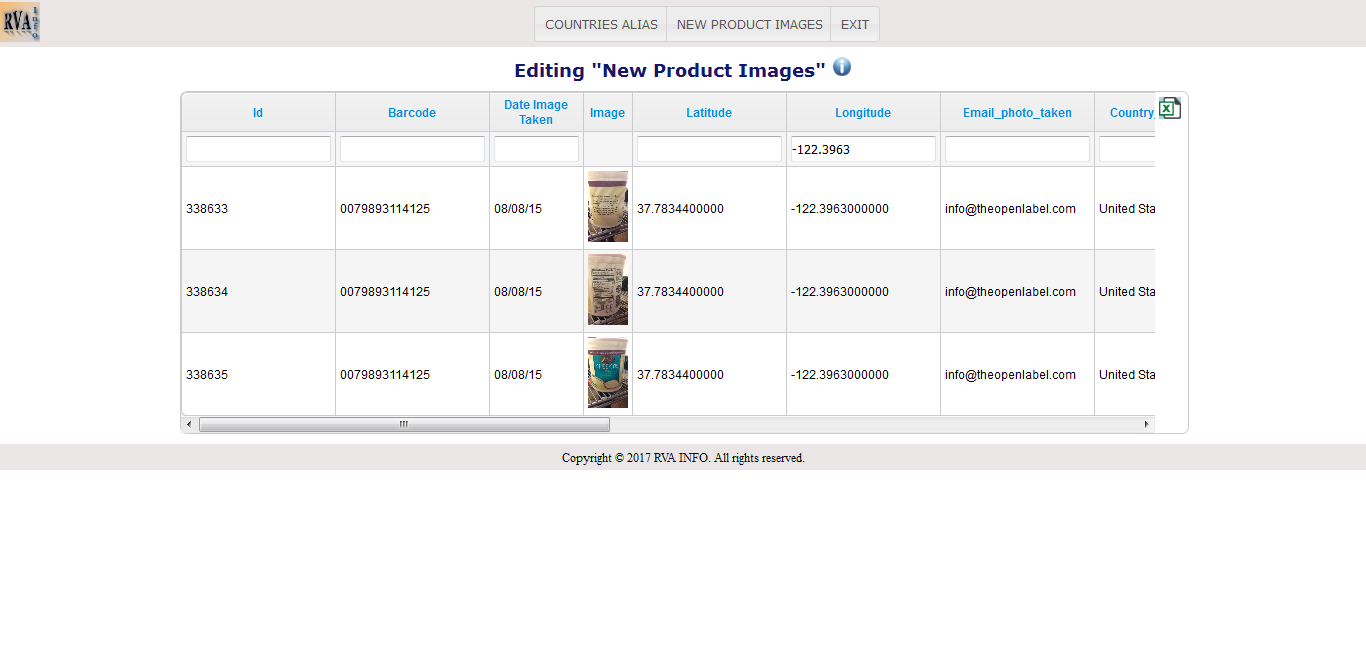 RVA Info
COUNTRIES ALIAS NEW PRODUCT IMAGES EXIT
Editing "New Product Images"
Id Barcode Date Image Taken Image Latitude Longitude Email_photo_taken Country_
-122.3963
338633 0079893114125 08/08/15 37.7834400000 -122.3963000000 info@theopenlabel.com United Sta
338634 0079893114125 08/08/15 37.7834400000 -122.3963000000 info@theopenlabel.com United Sta
338635 0079893114125 08/08/15 37.7834400000 -122.3963000000 info@theopenlabel.com United Sta
Copyright © 2017 RVA INFO. All rights reserved.